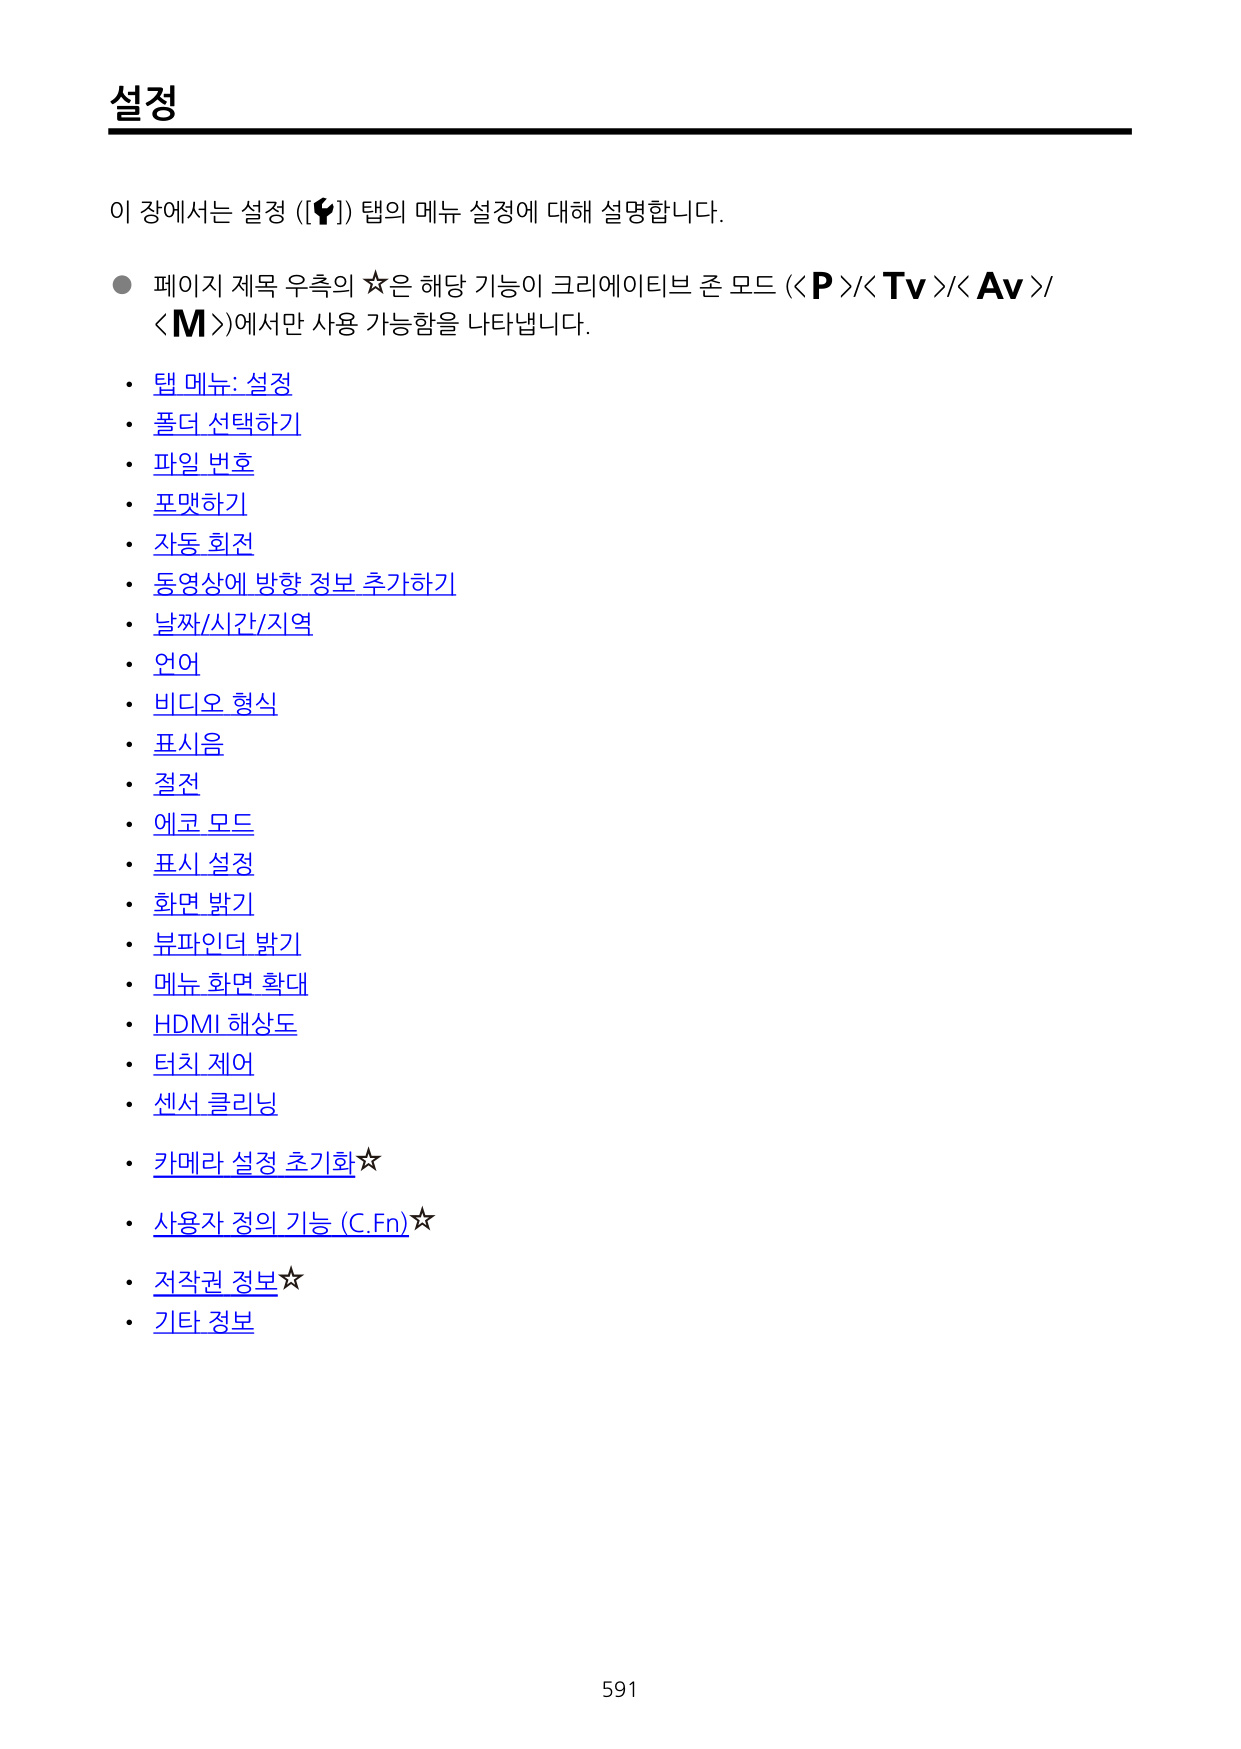 설정
이 장에서는 설정 ([]) 탭의 메뉴 설정에 대해 설명합니다.
● 페이지 제목 우측의 ☆은 해당 기능이 크리에이티브 존 모드 (< P >/< Tv >/< Av >/
< M >)에서만 사용 가능함을 나타냅니다.
• 탭 메뉴: 설정
• 폴더 선택하기
• 파일 번호
• 포맷하기
• 자동 회전
• 동영상에 방향 정보 추가하기
• 날짜/시간/지역
• 언어
• 비디오 형식
• 표시음
• 절전
• 에코 모드
• 표시 설정
• 화면 밝기
• 뷰파인더 밝기
• 메뉴 화면 확대
• HDMI 해상도
• 터치 제어
• 센서 클리닝
• 카메라 설정 초기화☆
• 사용자 정의 기능 (C.Fn)☆
• 저작권 정보☆
• 기타 정보
591